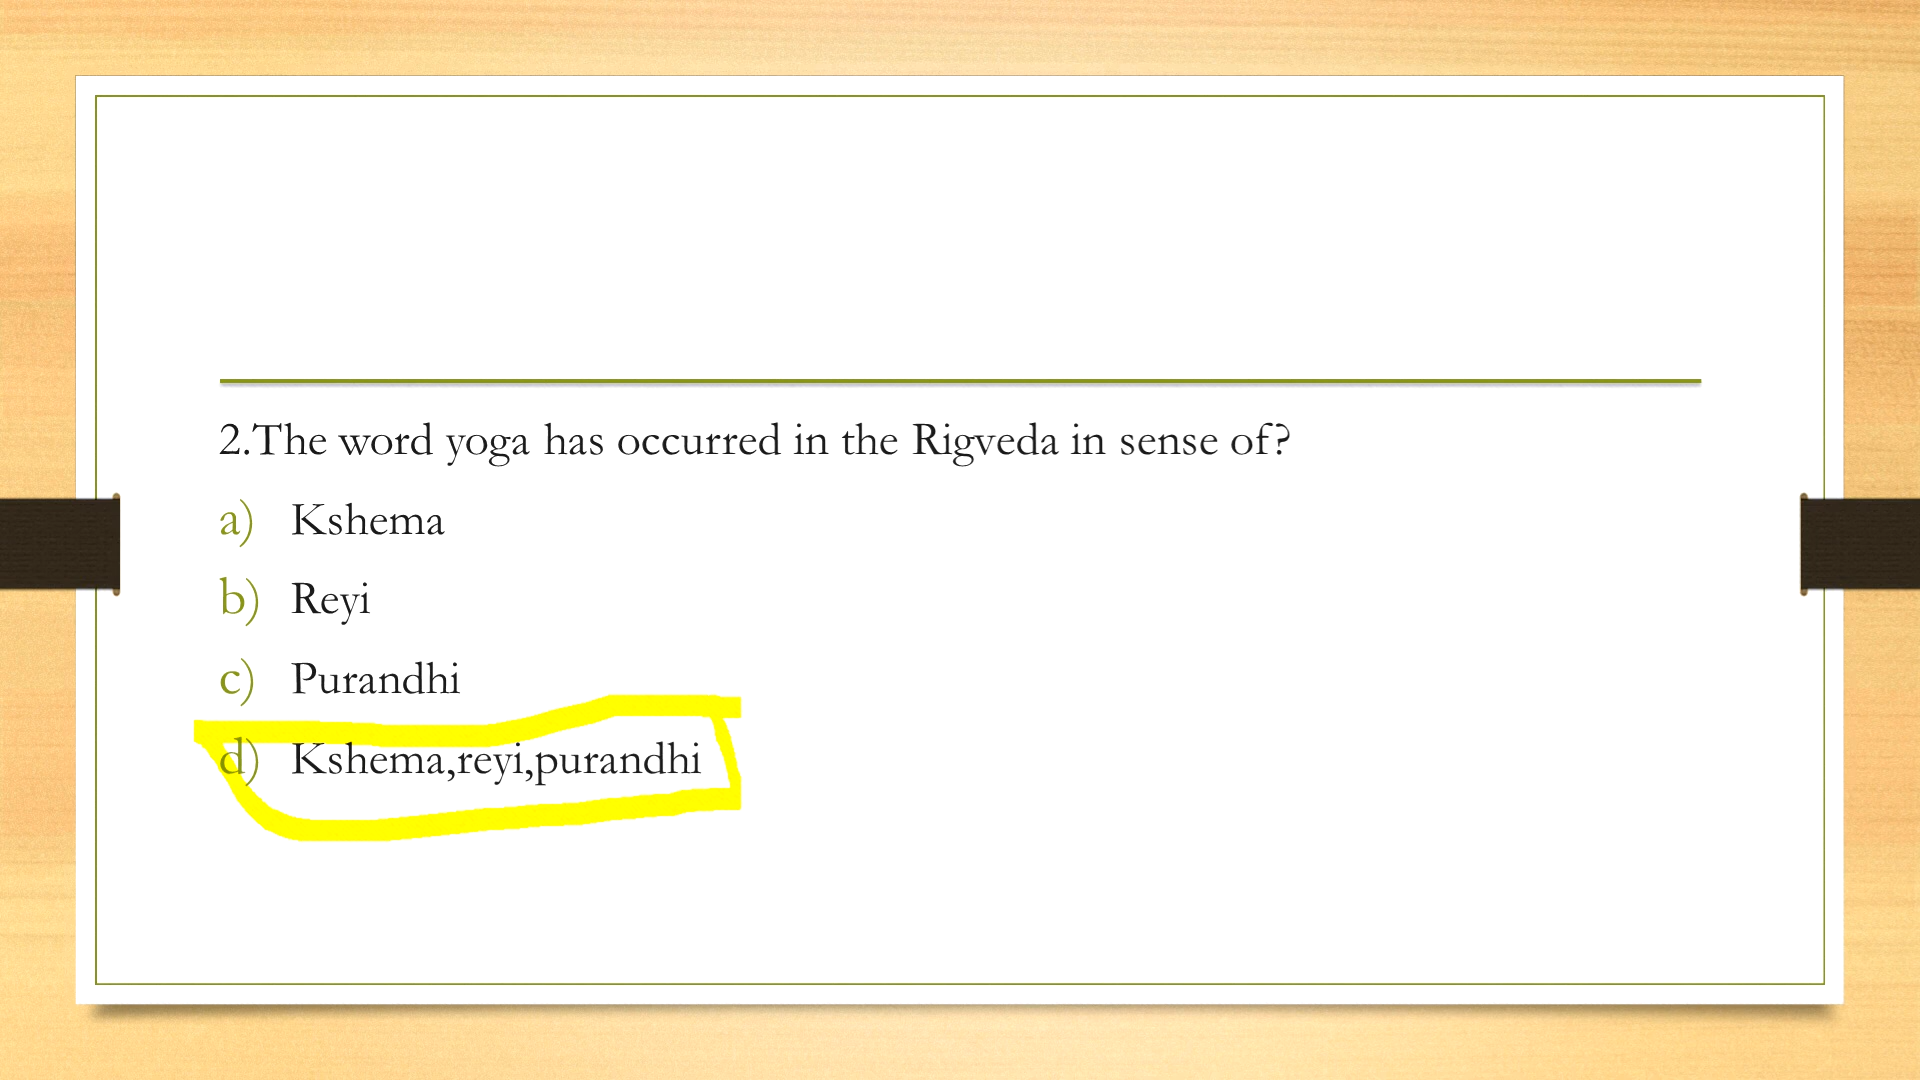 2.The word yoga has occurred in the Rigveda in sense of?
a) Kshema
b) Reyi
c) Purandhi
d) Kshema,reyi,purandhi